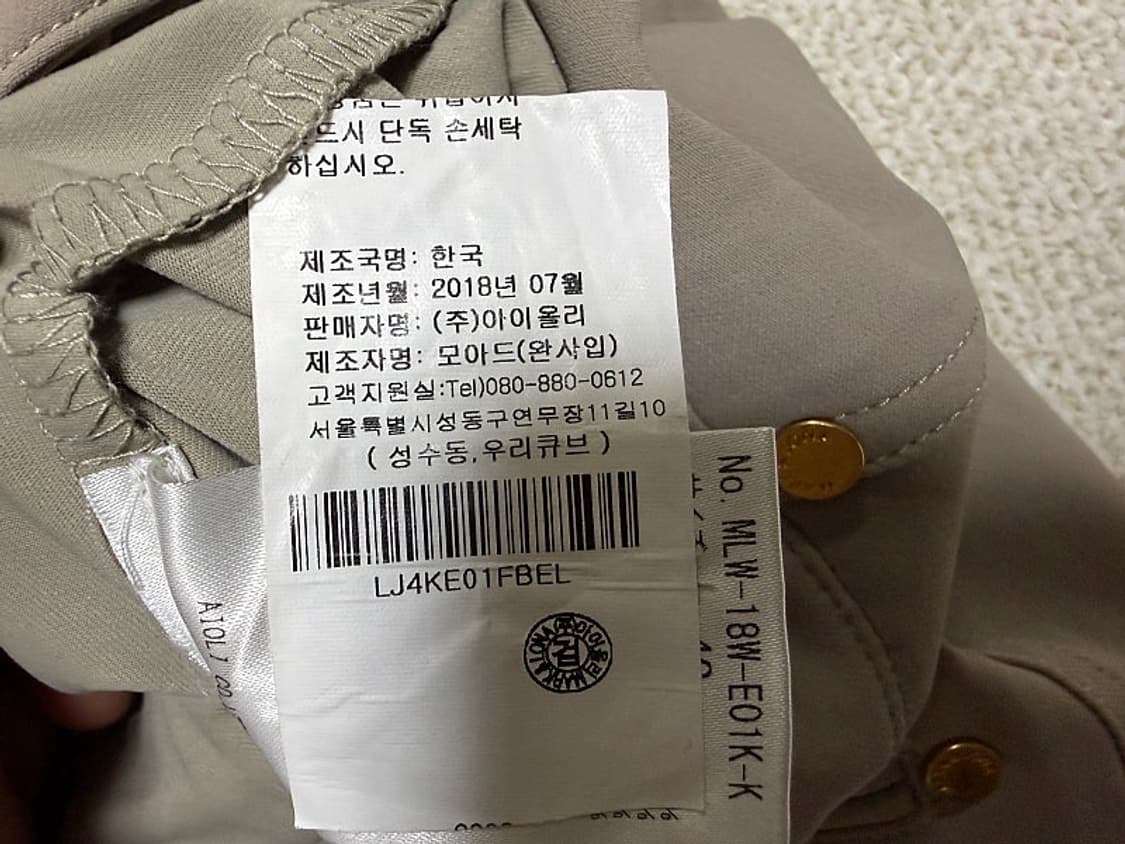 단독 손세탁
하십시오.
제조국명: 한국
제조년월: 2018년 07월
판매자명: (주)아이올리
제조자명: 모아드(완사입)
고객지원실:Tel)080-880-0612
서울특별시성동구연무장11길10
(성수동,우리큐브)
LJ4KE01FBEL
No. MLW-18W-E01K-K
AIOLI